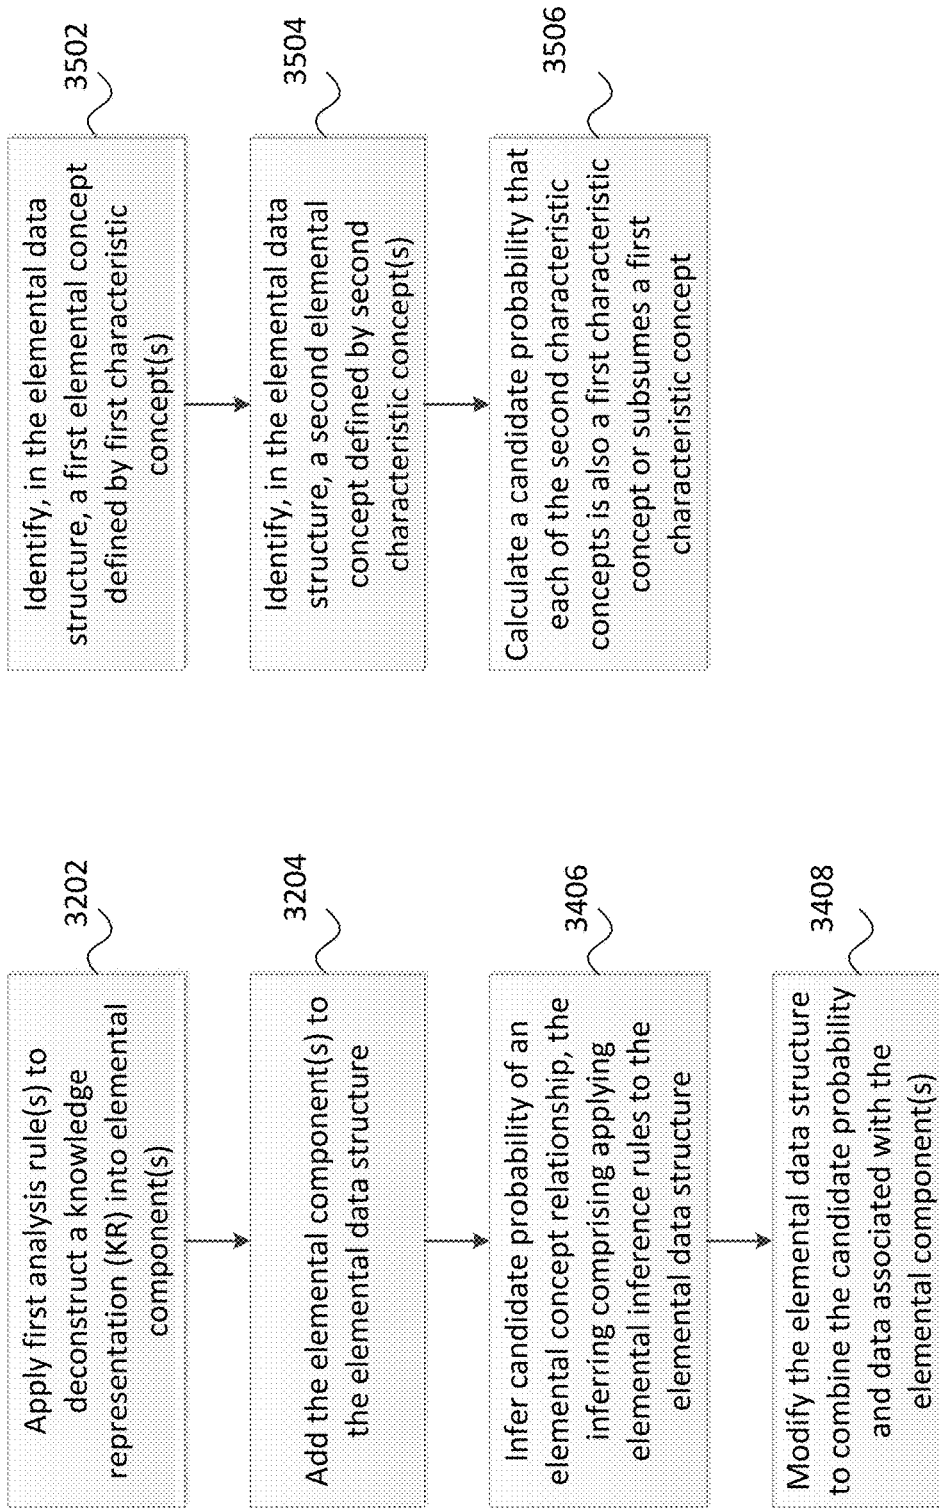 Apply first analysis rule(s) to
deconstruct a knowledge
representation (KR) into elemental
component(s)
3202
Add the elemental component(s) to
the elemental data structure
3204
Infer candidate probability of an
elemental concept relationship, the
inferring comprising applying
elemental inference rules to the
elemental data structure
3406
Modify the elemental data structure
to combine the candidate probability
and data associated with the
elemental component(s)
3408
Identify, in the elemental data
structure, a first elemental concept
defined by first characteristic
concept(s)
3502
Identify, in the elemental data
structure, a second elemental
concept defined by second
characteristic concept(s)
3504
Calculate a candidate probability that
each of the second characteristic
concepts is also a first characteristic
concept or subsumes a first
characteristic concept
3506